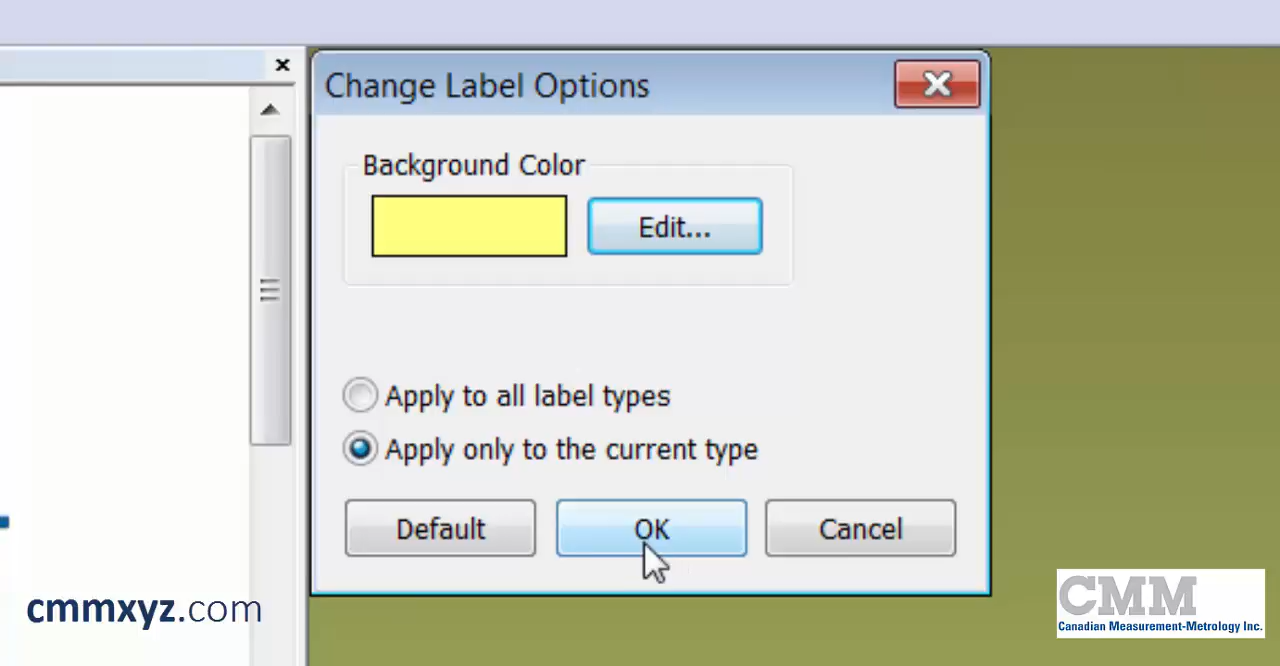 Change Label Options
Background Color
Edit...
Apply to all label types
Apply only to the current type
Default OK Cancel
cmmxyz.com
CMM
Canadian Measurement-Metrology Inc.